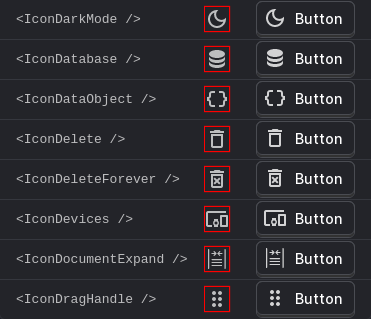 <IconDarkMode /> Button
<IconDatabase /> Button
<IconDataObject /> Button
<IconDelete /> Button
<IconDeleteForever /> Button
<IconDevices /> Button
<IconDocumentExpand /> Button
<IconDragHandle /> Button